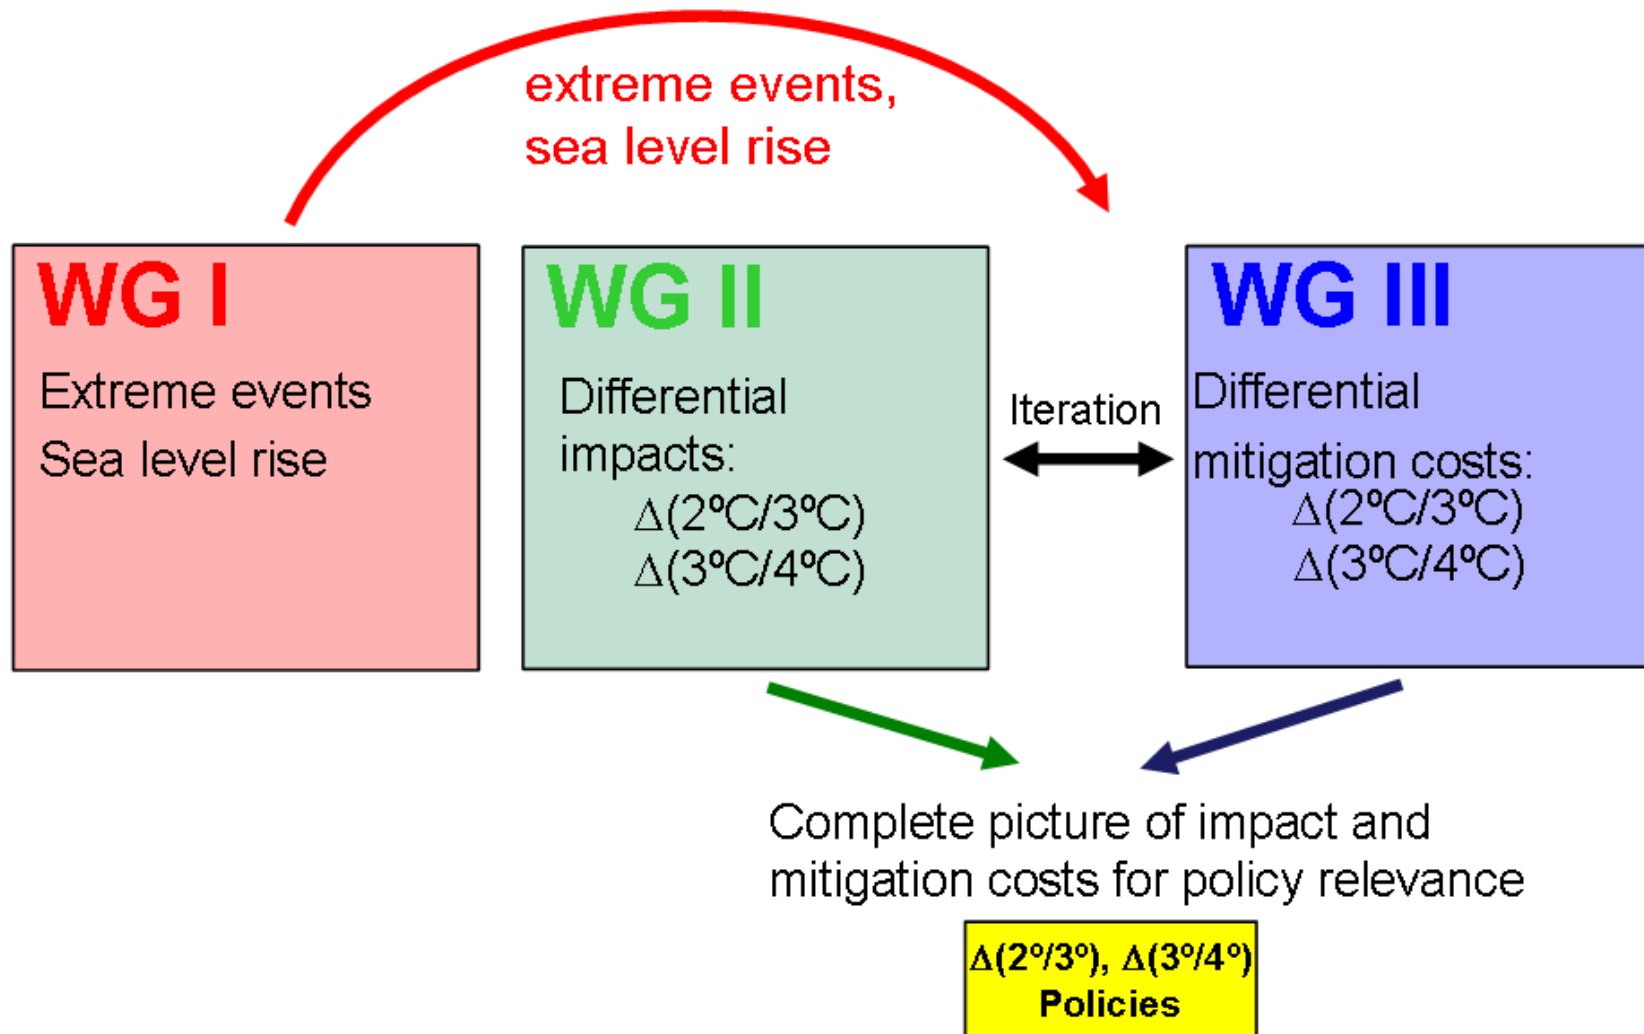 extreme events,
sea level rise
WG I
Extreme events
Sea level rise
WG II
Differential
impacts:
Δ(2ºC/3ºC)
Δ(3ºC/4ºC)
Iteration
WG III
Differential
mitigation costs:
Δ(2ºC/3ºC)
Δ(3ºC/4ºC)
Complete picture of impact and
mitigation costs for policy relevance
Δ(2º/3º), Δ(3º/4º)
Policies